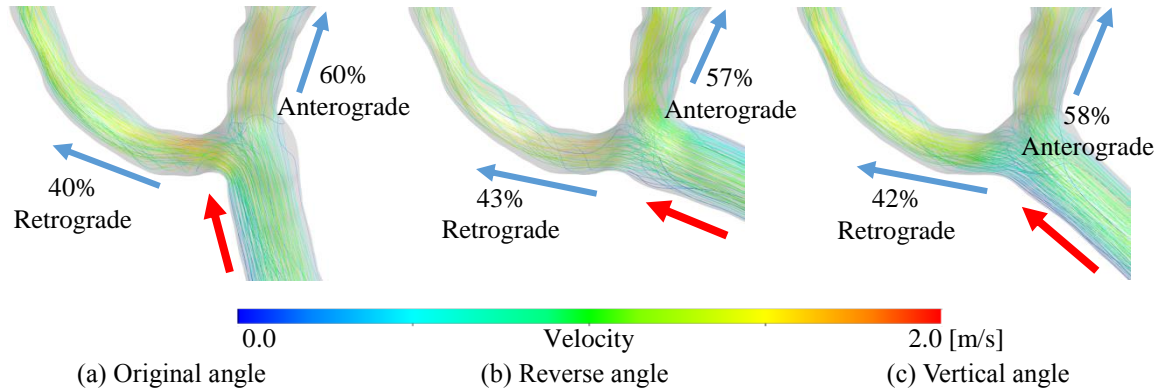 60%
Anterograde
40%
Retrograde
57%
Anterograde
43%
Retrograde
58%
Anterograde
42%
Retrograde
0.0 Velocity 2.0 [m/s]
(a) Original angle
(b) Reverse angle
(c) Vertical angle